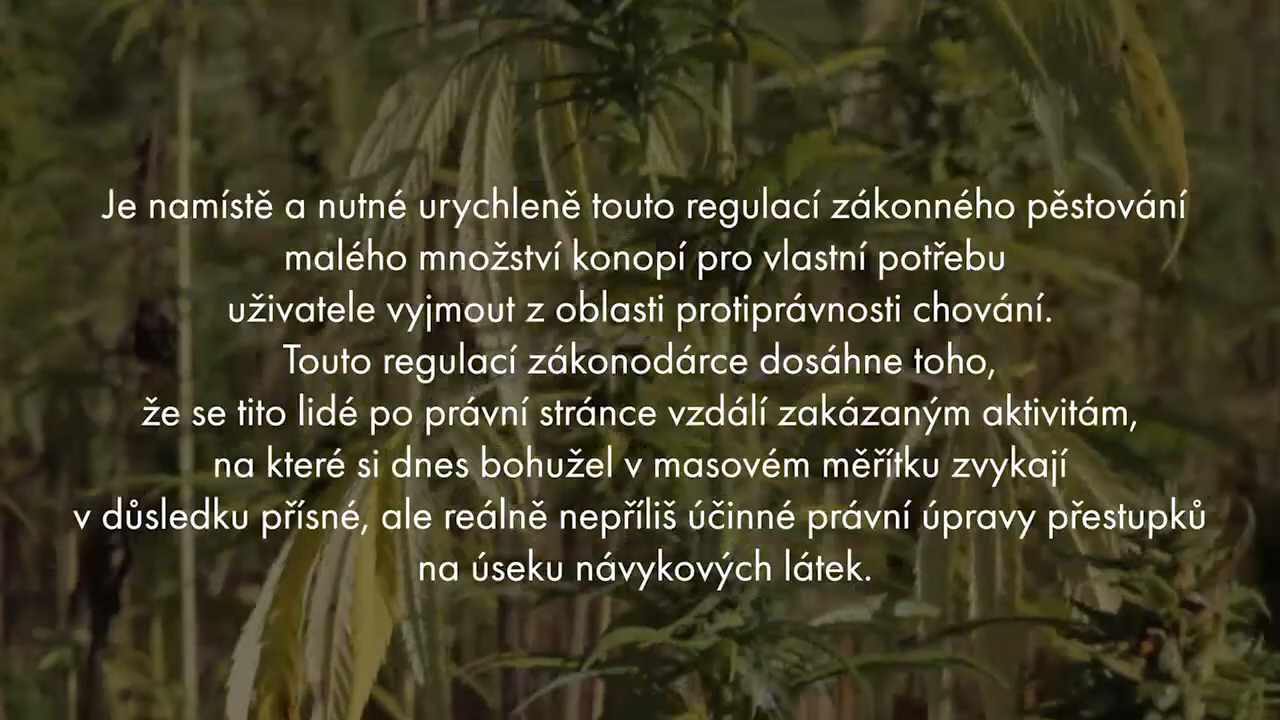 Je namístě a nutné urychleně touto regulací zákonného pěstování
malého množství konopí pro vlastní potřebu
uživatele vyjmout z oblasti protiprávnosti chování.
Touto regulací zákonodárce dosáhne toho,
že se tito lidé po právní stránce vzdálí zakázaným aktivitám,
na které si dnes bohužel v masovém měřítku zvykají
v důsledku přísné, ale reálně nepříliš účinné právní úpravy přestupků
na úseku návykových látek.